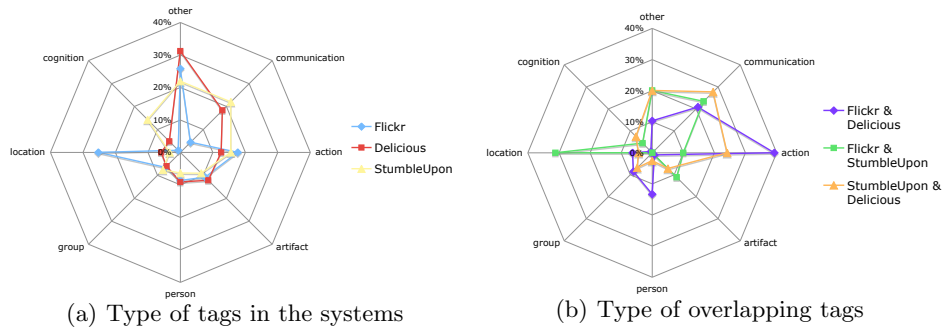 other
40%
30%
20%
10%
0%
communication
action
artifact
person
group
location
cognition
Flickr
Delicious
StumbleUpon
(a) Type of tags in the systems
other
40%
30%
20%
10%
communication
action
artifact
person
group
location
cognition
Flickr &
Delicious
Flickr &
StumbleUpon
StumbleUpon &
Delicious
(b) Type of overlapping tags